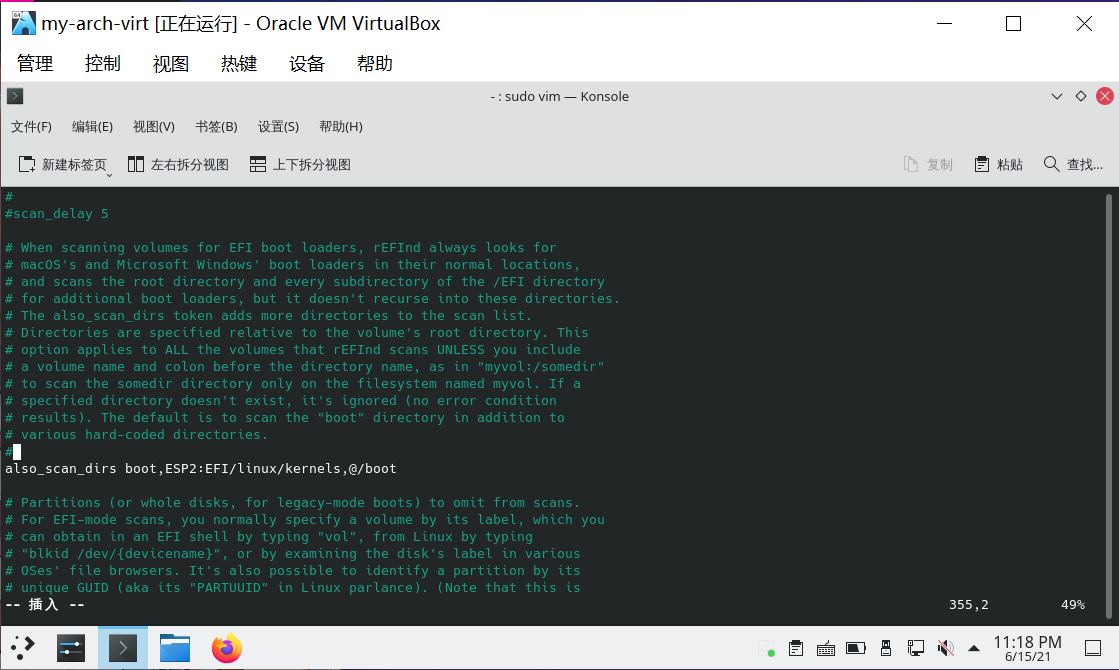 my-arch-virt [正在运行] - Oracle VM VirtualBox
管理 控制 视图 热键 设备 帮助
- : sudo vim — Konsole
文件(F) 编辑(E) 视图(V) 书签(B) 设置(S) 帮助(H)
新建标签页 左右拆分视图 上下拆分视图 复制 粘贴 查找...
#
#scan_delay 5
# When scanning volumes for EFI boot loaders, rEFInd always looks for
# macOS's and Microsoft Windows' boot loaders in their normal locations,
# and scans the root directory and every subdirectory of the /EFI directory
# for additional boot loaders, but it doesn't recurse into these directories.
# The also_scan_dirs token adds more directories to the scan list.
# Directories are specified relative to the volume's root directory. This
# option applies to ALL the volumes that rEFInd scans UNLESS you include
# a volume name and colon before the directory name, as in "myvol:/somedir"
# to scan the somedir directory only on the filesystem named myvol. If a
# specified directory doesn't exist, it's ignored (no error condition
# results). The default is to scan the "boot" directory in addition to
# various hard-coded directories.
#
also_scan_dirs boot,ESP2:EFI/linux/kernels,@/boot
# Partitions (or whole disks, for legacy-mode boots) to omit from scans.
# For EFI-mode scans, you normally specify a volume by its label, which you
# can obtain in an EFI shell by typing "vol", from Linux by typing
# "blkid /dev/{devicename}", or by examining the disk's label in various
# OSes' file browsers. It's also possible to identify a partition by its
# unique GUID (aka its "PARTUUID" in Linux parlance). (Note that this is
-- 插入 -- 355,2 49%
11:18 PM
6/15/21